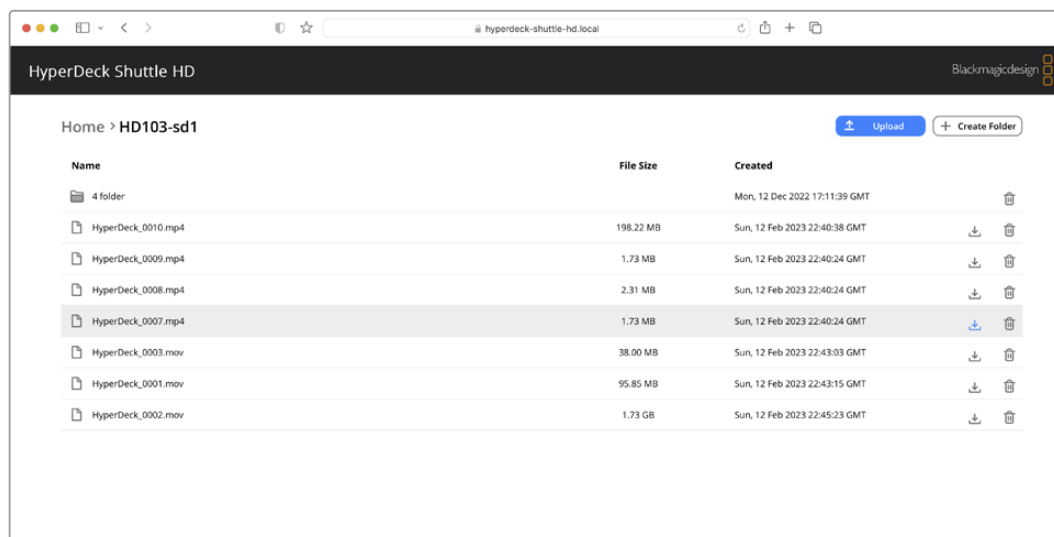 hyperdeck-shuttle-hd.local
HyperDeck Shuttle HD
Blackmagicdesign
Home > HD103-sd1
Upload
+ Create Folder
Name File Size Created
4 folder Mon, 12 Dec 2022 17:11:39 GMT
HyperDeck_0010.mp4 198.22 MB Sun, 12 Feb 2023 22:40:38 GMT
HyperDeck_0009.mp4 1.73 MB Sun, 12 Feb 2023 22:40:24 GMT
HyperDeck_0008.mp4 2.31 MB Sun, 12 Feb 2023 22:40:24 GMT
HyperDeck_0007.mp4 1.73 MB Sun, 12 Feb 2023 22:40:24 GMT
HyperDeck_0003.mov 38.00 MB Sun, 12 Feb 2023 22:43:03 GMT
HyperDeck_0001.mov 95.85 MB Sun, 12 Feb 2023 22:43:15 GMT
HyperDeck_0002.mov 1.73 GB Sun, 12 Feb 2023 22:45:23 GMT